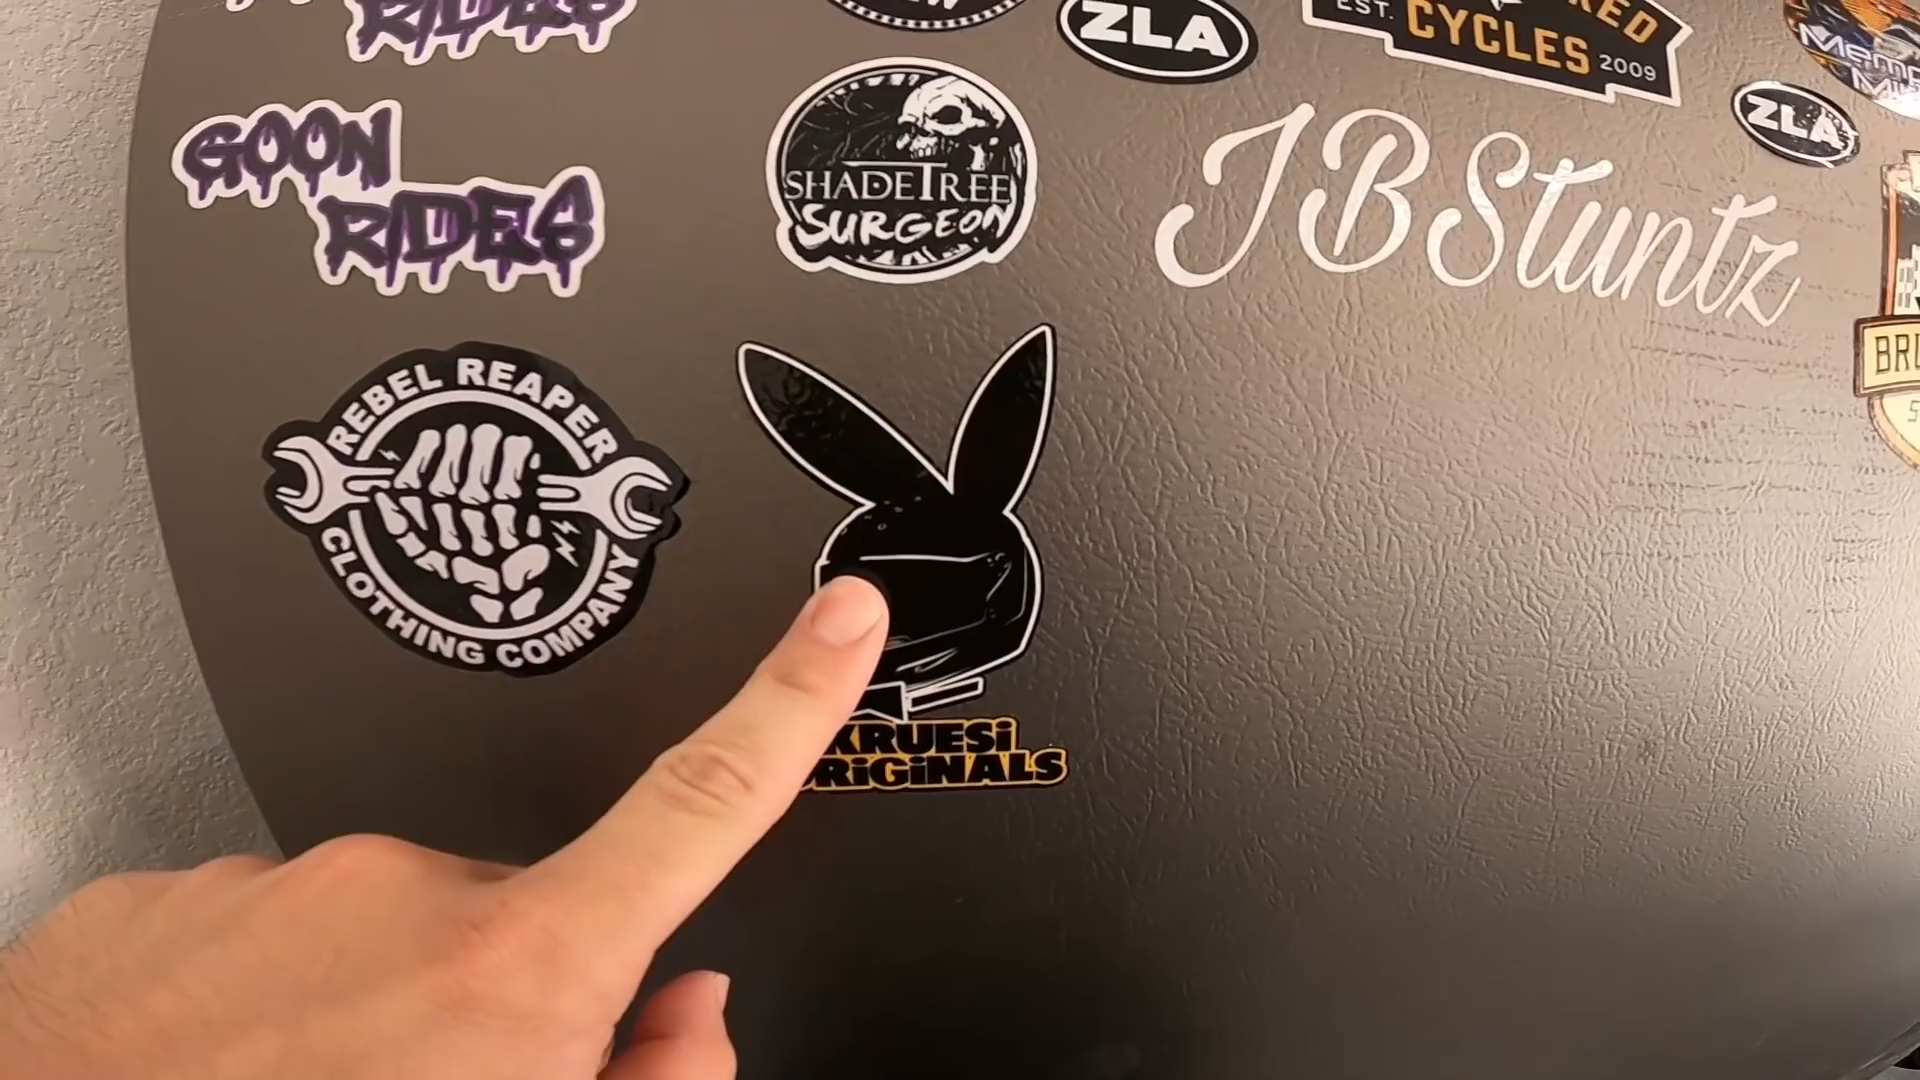 RIDES
ZLA
EST. CYCLES 2009
ZLA
GOON
RIDES
SHADETREE
SURGEON
JBStuntz
REBEL REAPER
CLOTHING COMPANY
KRUESi
ORiGiNALS